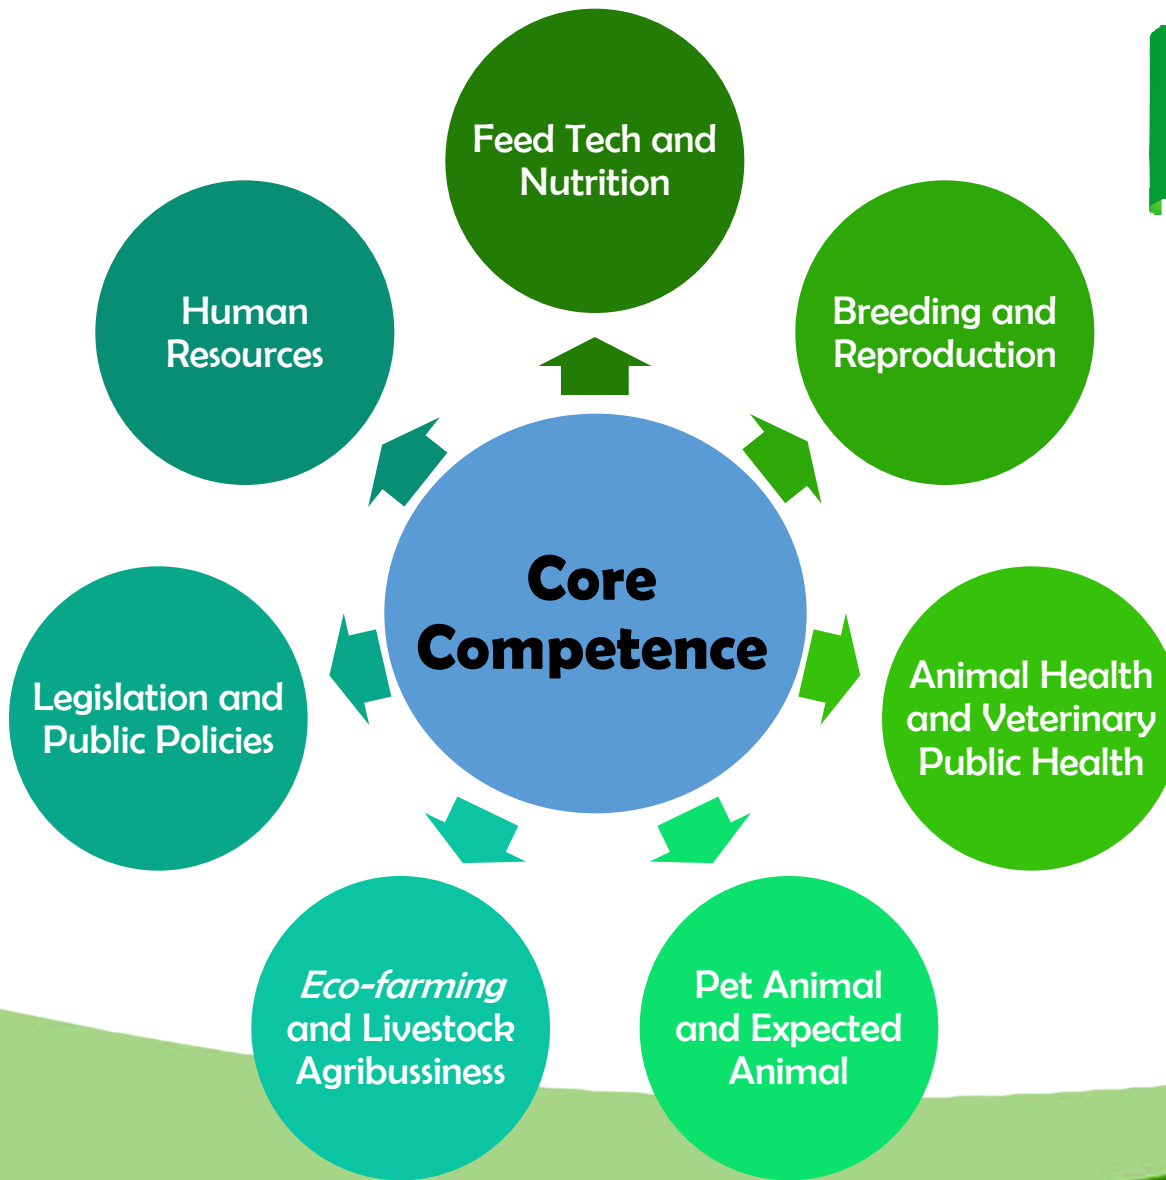 Feed Tech and
Nutrition
Human
Resources
Breeding and
Reproduction
Core
Competence
Legislation and
Public Policies
Animal Health
and Veterinary
Public Health
Eco-farming
and Livestock
Agribussiness
Pet Animal
and Expected
Animal